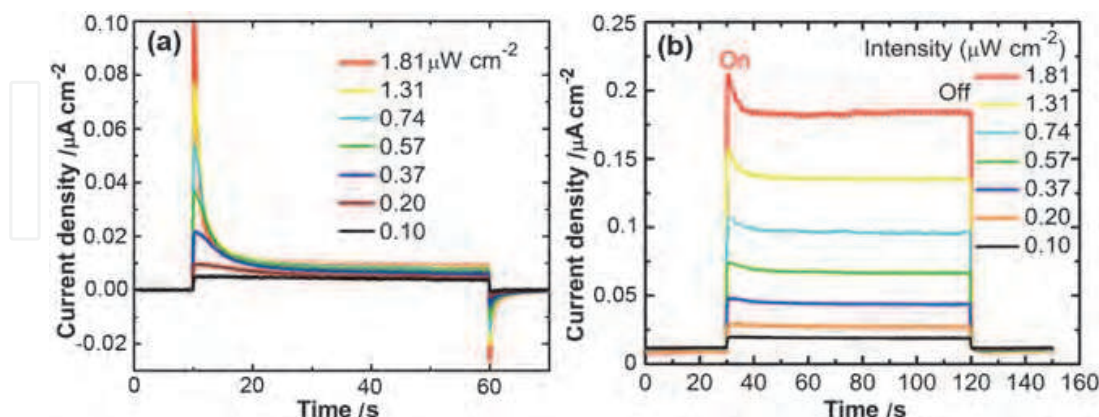 (a)
1.81μW cm-2
1.31
0.74
0.57
0.37
0.20
0.10
Current density /μA cm-2
0.10
0.08
0.06
0.04
0.02
0.00
-0.02
0
20
40
60
Time /s
(b)
Intensity (μW cm-2)
On
Off
1.81
1.31
0.74
0.57
0.37
0.20
0.10
Current density /μA cm-2
0.25
0.2
0.15
0.1
0.05
0
0 20 40 60 80 100 120 140 160
Time /s